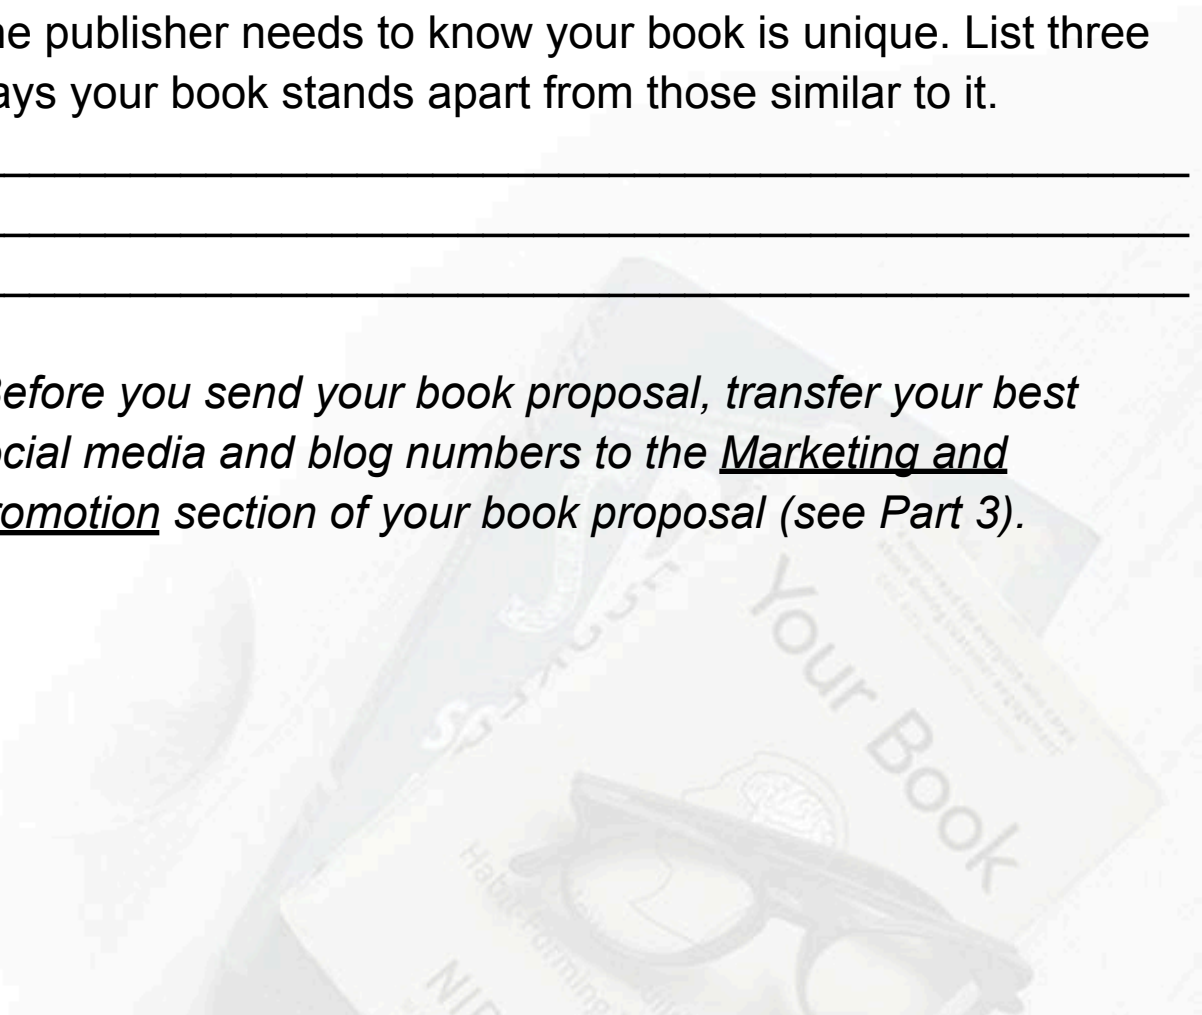 he publisher needs to know your book is unique. List three
ays your book stands apart from those similar to it.
efore you send your book proposal, transfer your best
cial media and blog numbers to the Marketing and
romotion section of your book proposal (see Part 3).
Your Book